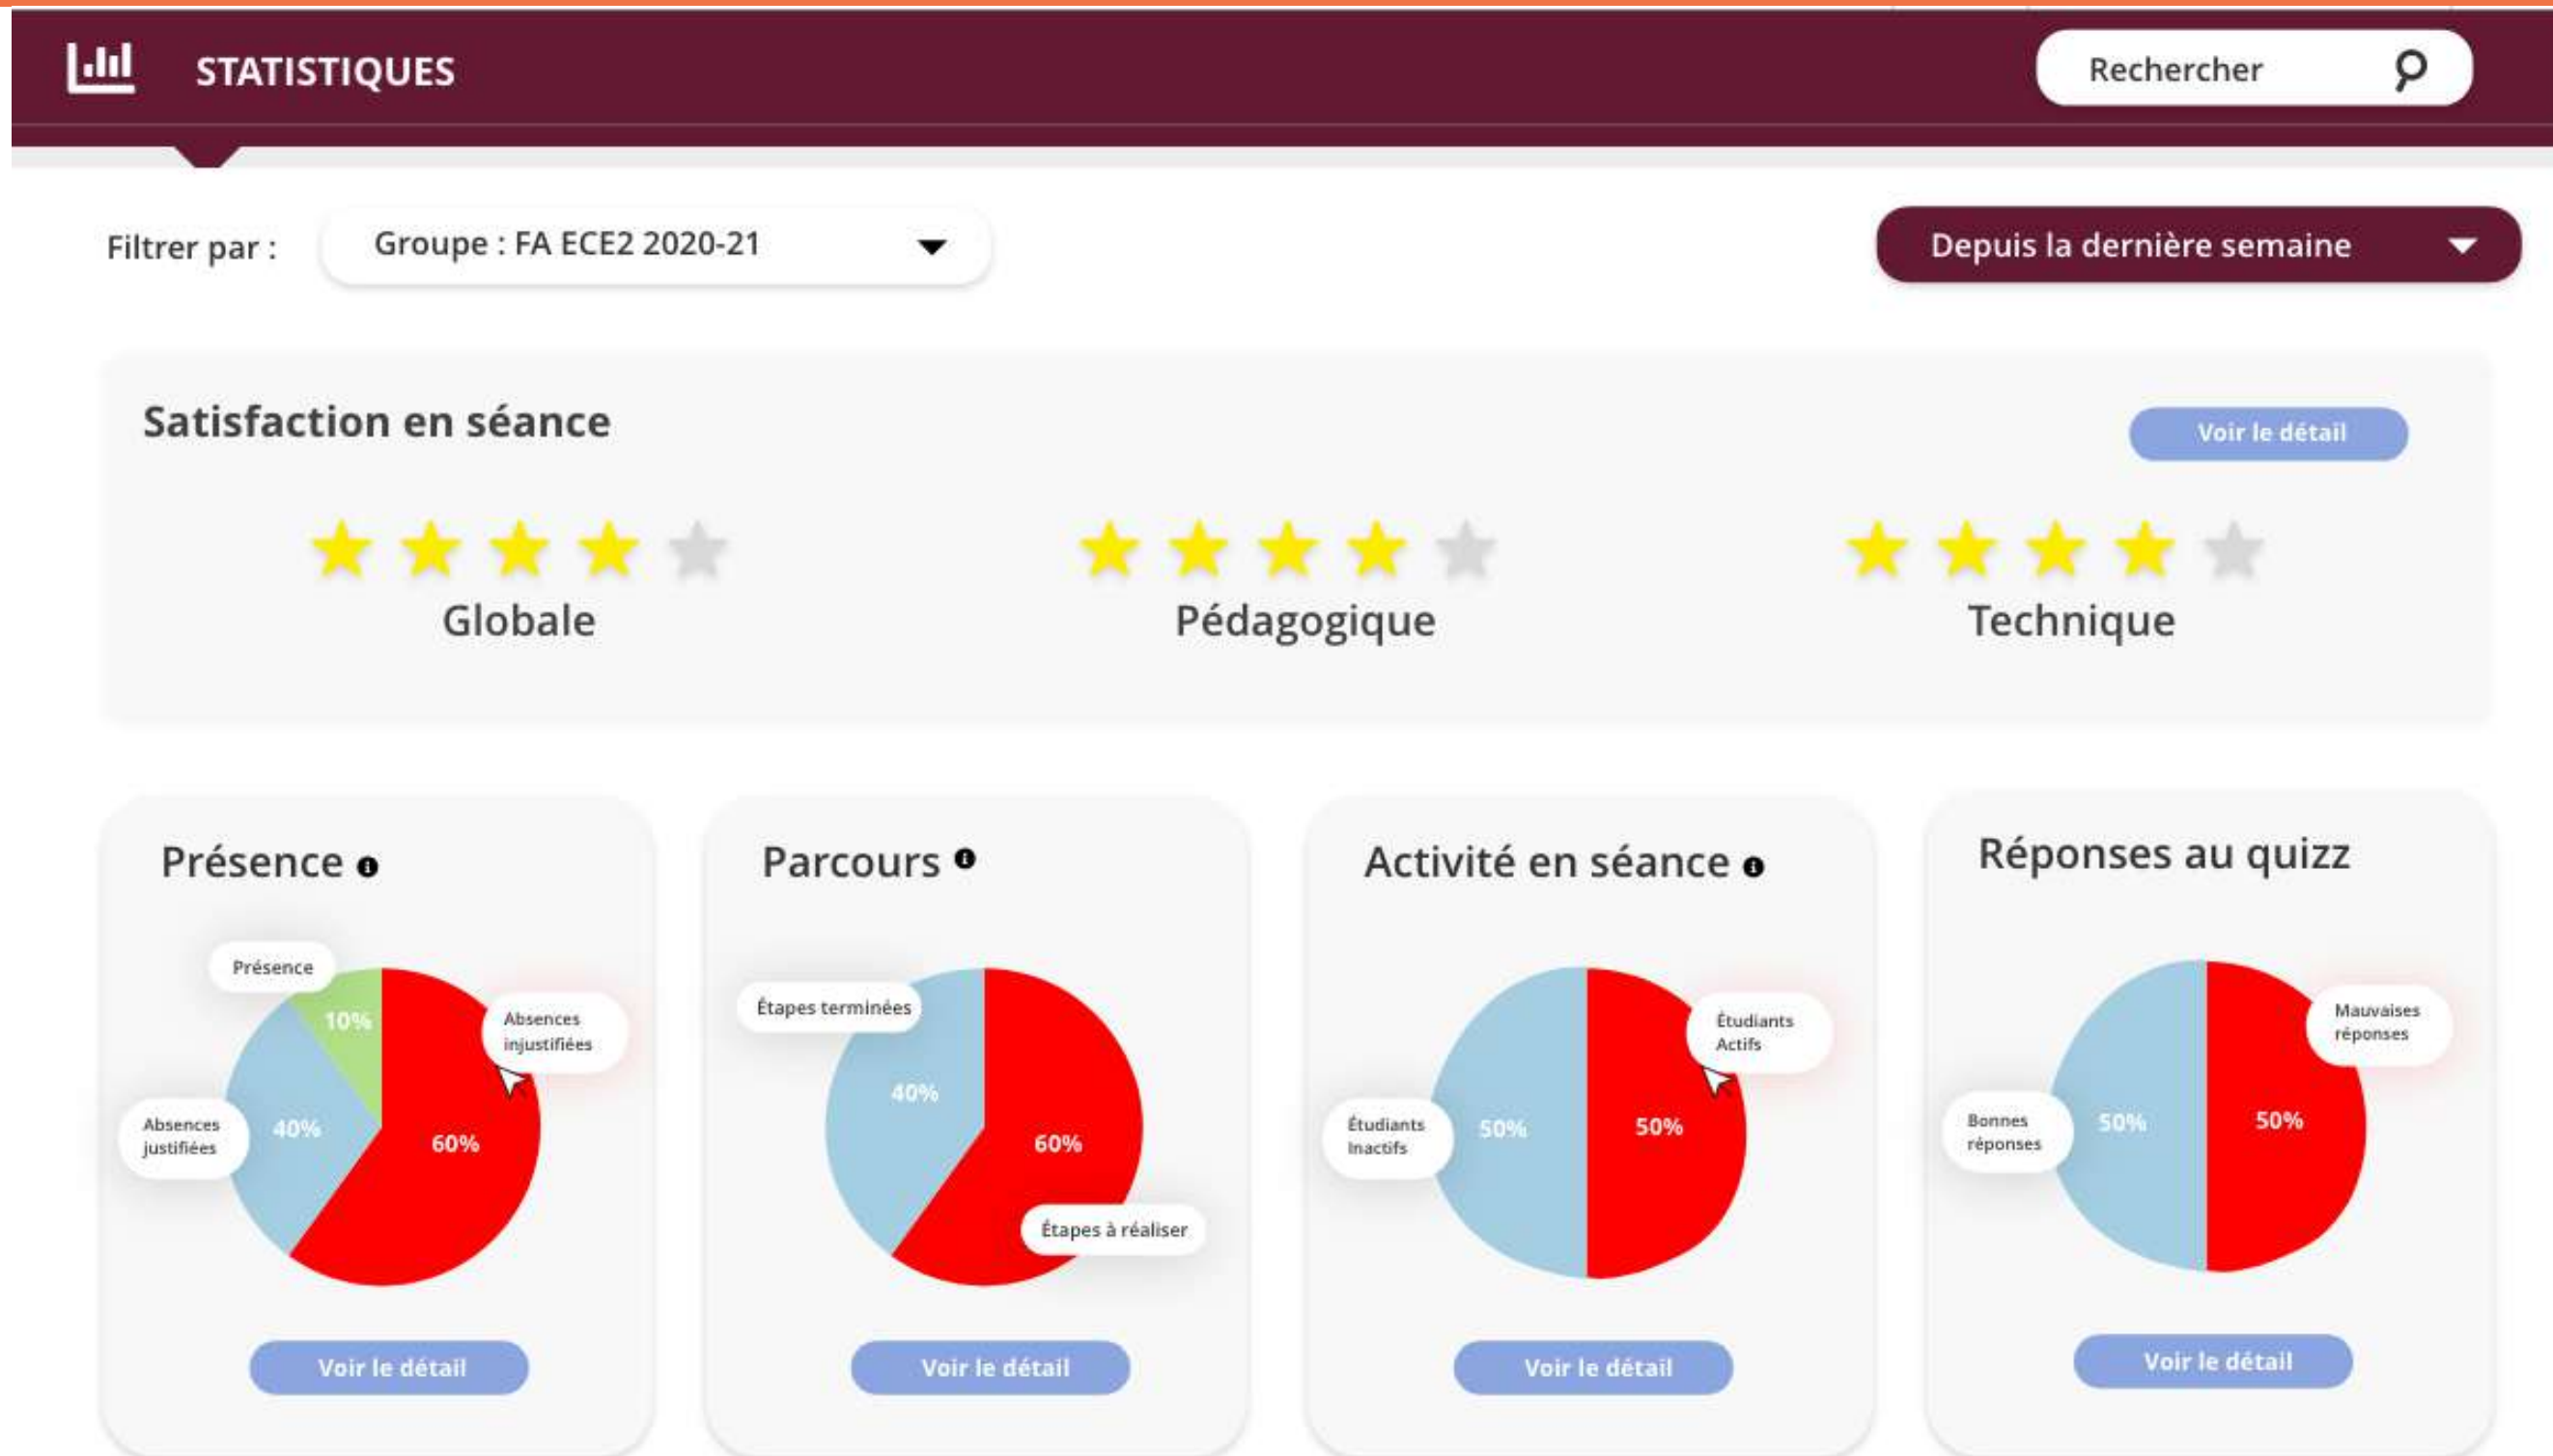 STATISTIQUES
Rechercher
Filtrer par :
Groupe : FA ECE2 2020-21
Depuis la dernière semaine
Satisfaction en séance
Voir le détail
Globale
Pédagogique
Technique
Présence
Présence
10%
Absences
injustifiées
Absences
justifiées
40%
60%
Voir le détail
Parcours
Étapes terminées
40%
60%
Étapes à réaliser
Voir le détail
Activité en séance
Étudiants
Actifs
Étudiants
Inactifs
50%
50%
Voir le détail
Réponses au quizz
Mauvaises
réponses
Bonnes
réponses
50%
50%
Voir le détail